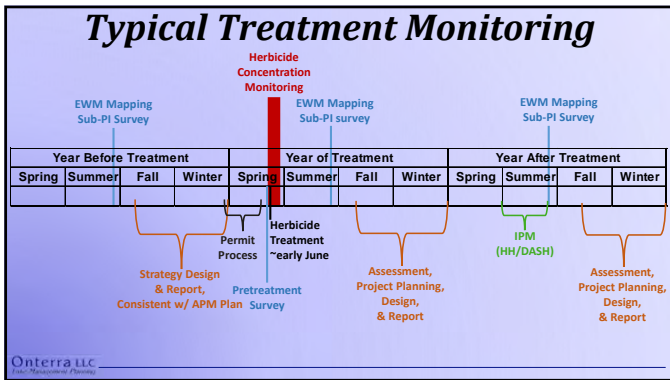 Typical Treatment Monitoring
Herbicide
Concentration
Monitoring
EWM Mapping
Sub-PI Survey
EWM Mapping
Sub-PI survey
EWM Mapping
Sub-PI Survey
Year Before Treatment
Year of Treatment
Year After Treatment
Spring Summer Fall Winter Spring Summer Fall Winter Spring Summer Fall Winter
Permit
Process
Herbicide
Treatment
~early June
IPM
(HH/DASH)
Strategy Design
& Report,
Consistent w/ APM Plan
Pretreatment
Survey
Assessment,
Project Planning,
Design,
& Report
Assessment,
Project Planning,
Design,
& Report
Onterra LLC
Lake Management Planning